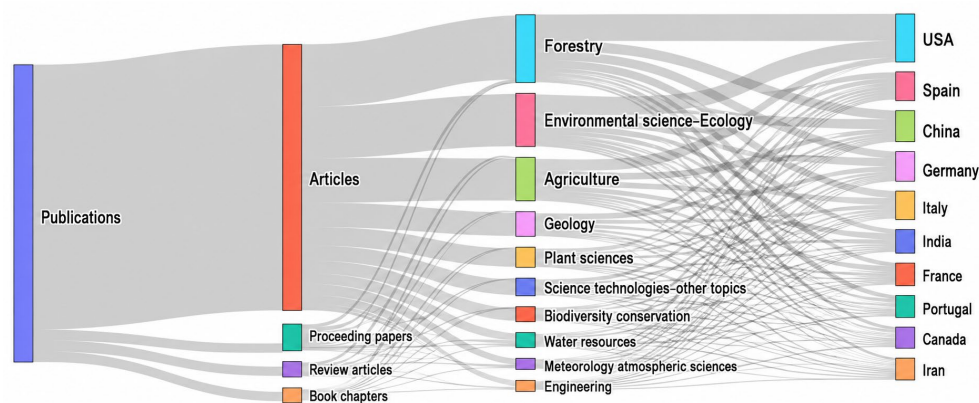 Publications
Articles
Proceeding papers
Review articles
Book chapters
Forestry
Environmental science-Ecology
Agriculture
Geology
Plant sciences
Science technologies-other topics
Biodiversity conservation
Water resources
Meteorology atmospheric sciences
Engineering
USA
Spain
China
Germany
Italy
India
France
Portugal
Canada
Iran